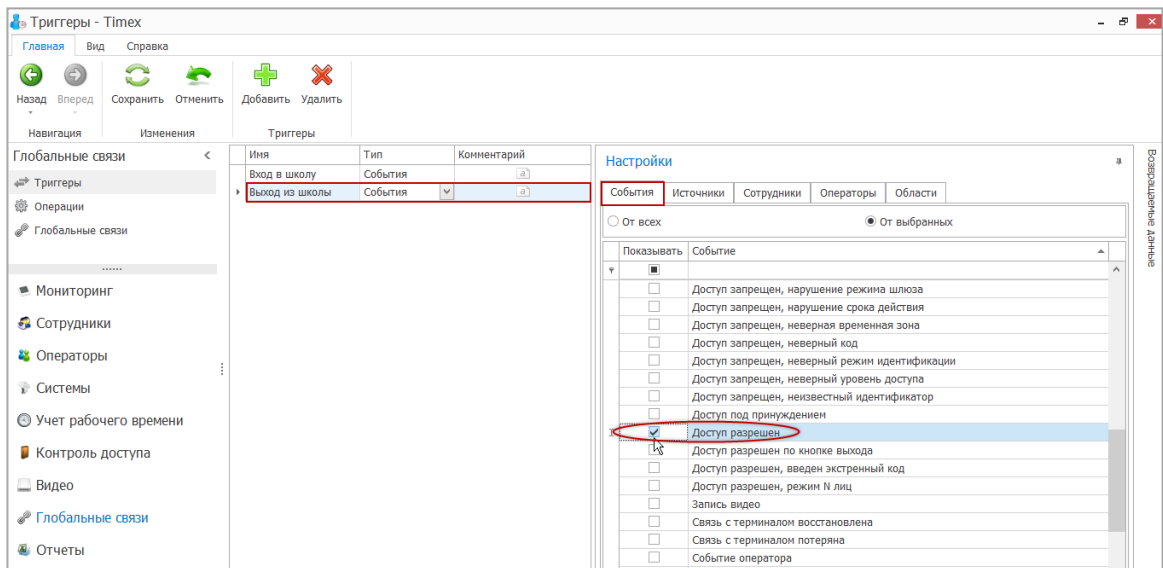 Триггеры - Timex
Главная Вид Справка
Назад Вперед Сохранить Отменить Добавить Удалить
Навигация Изменения Триггеры
Глобальные связи
Триггеры
Операции
Глобальные связи
Мониторинг
Сотрудники
Операторы
Системы
Учет рабочего времени
Контроль доступа
Видео
Глобальные связи
Отчеты
Имя Тип Комментарий
Вход в школу События
Выход из школы События
Настройки
События Источники Сотрудники Операторы Области
От всех От выбранных
Показывать Событие
Доступ запрещен, нарушение режима шлюза
Доступ запрещен, нарушение срока действия
Доступ запрещен, неверная временная зона
Доступ запрещен, неверный код
Доступ запрещен, неверный режим идентификации
Доступ запрещен, неверный уровень доступа
Доступ запрещен, неизвестный идентификатор
Доступ под принуждением
Доступ разрешен
Доступ разрешен по кнопке выхода
Доступ разрешен, введен экстренный код
Доступ разрешен, режим N лиц
Запись видео
Связь с терминалом восстановлена
Связь с терминалом потеряна
Событие оператора
Возвращаемые данные